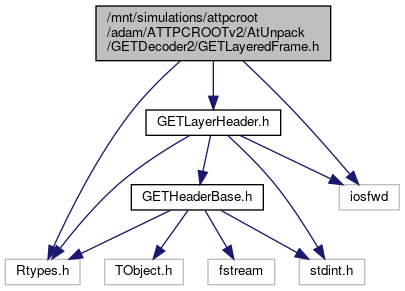 /mnt/simulations/attpcroot
/adam/ATTPCROOTv2/AtUnpack
/GETDecoder2/GETLayeredFrame.h
GETLayerHeader.h
GETHeaderBase.h
iosfwd
Rtypes.h
TObject.h
fstream
stdint.h